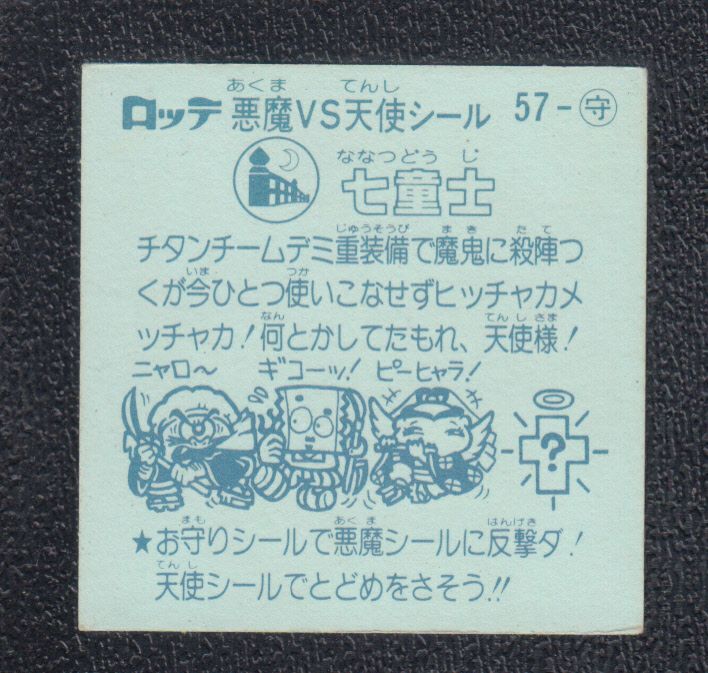 あくま てんし
ロッテ 悪魔VS天使シール 57-守
ななつどうじ
七童士
じゅうそうび まき たて
チタンチームデミ重装備で魔鬼に殺陣つ
いま つか
くが今ひとつ使いこなせずヒッチャカメ
なん てんしさま
ッチャカ!何とかしてたもれ、天使様!
ニャロ〜 ギコーッ! ピーヒャラ!
?
まも あくま はんげき
★お守りシールで悪魔シールに反撃ダ!
てんし
天使シールでとどめをさそう!!